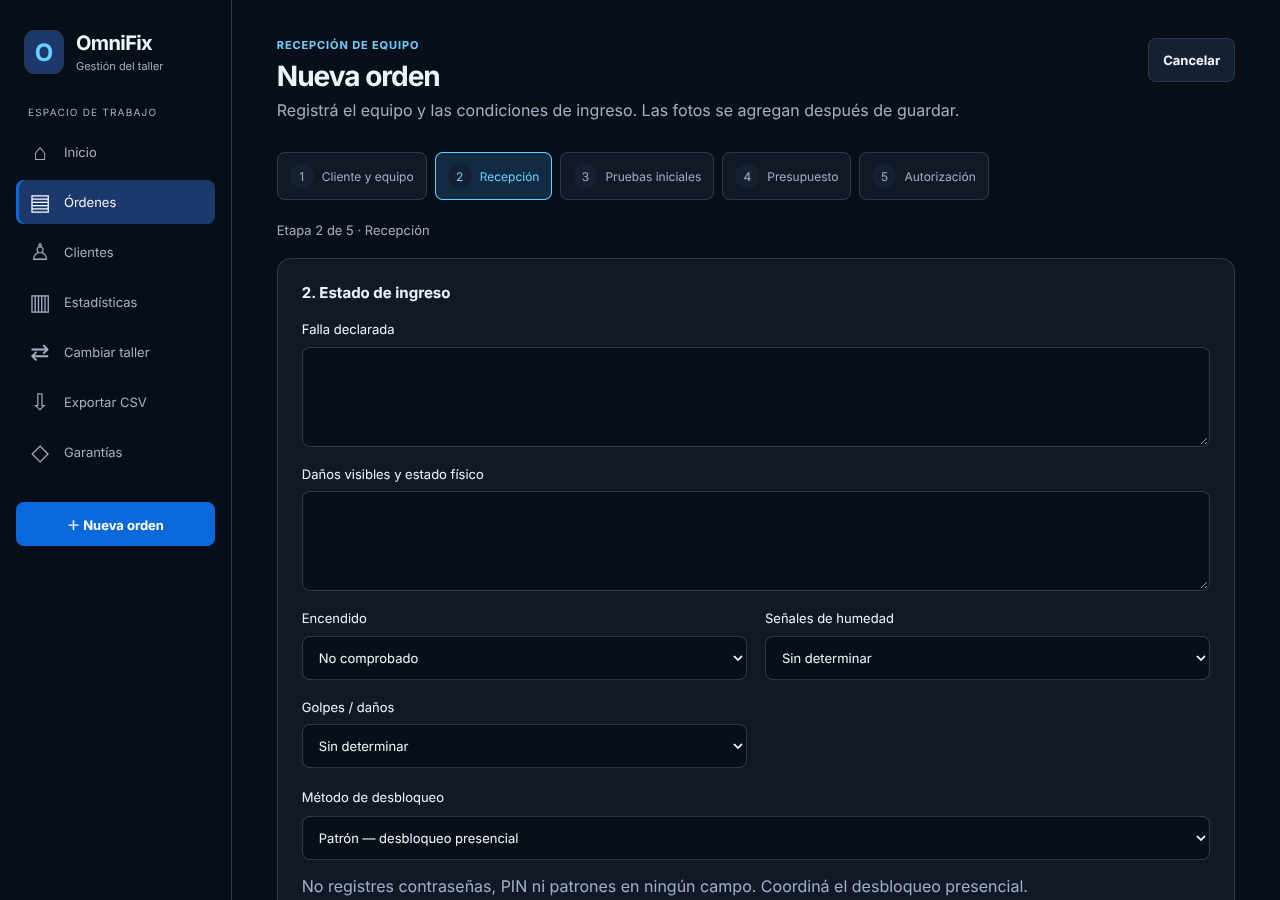 O
OmniFix
Gestión del taller
ESPACIO DE TRABAJO
Inicio
Órdenes
Clientes
Estadísticas
Cambiar taller
Exportar CSV
Garantías
+ Nueva orden
RECEPCIÓN DE EQUIPO
Nueva orden
Registrá el equipo y las condiciones de ingreso. Las fotos se agregan después de guardar.
Cancelar
1 Cliente y equipo
2 Recepción
3 Pruebas iniciales
4 Presupuesto
5 Autorización
Etapa 2 de 5 · Recepción
2. Estado de ingreso
Falla declarada
Daños visibles y estado físico
Encendido
Señales de humedad
No comprobado
Sin determinar
Golpes / daños
Sin determinar
Método de desbloqueo
Patrón — desbloqueo presencial
No registres contraseñas, PIN ni patrones en ningún campo. Coordiná el desbloqueo presencial.